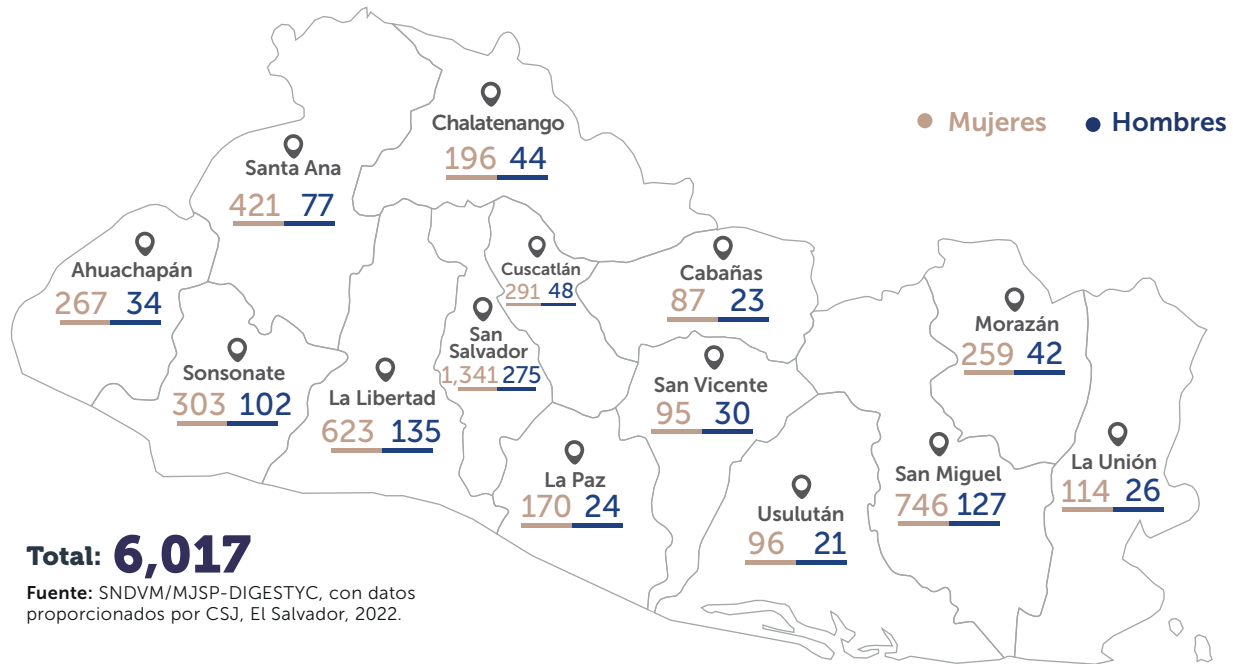 Mujeres
Hombres
Chalatenango
196 44
Santa Ana
421 77
Ahuachapán
267 34
Sonsonate
303 102
La Libertad
623 135
San
Salvador
1,341 275
Cuscatlán
291 48
Cabañas
87 23
San Vicente
95 30
La Paz
170 24
Usulután
96 21
San Miguel
746 127
Morazán
259 42
La Unión
114 26
Total: 6,017
Fuente: SNDVM/MJSP-DIGESTYC, con datos
proporcionados por CSJ, El Salvador, 2022.